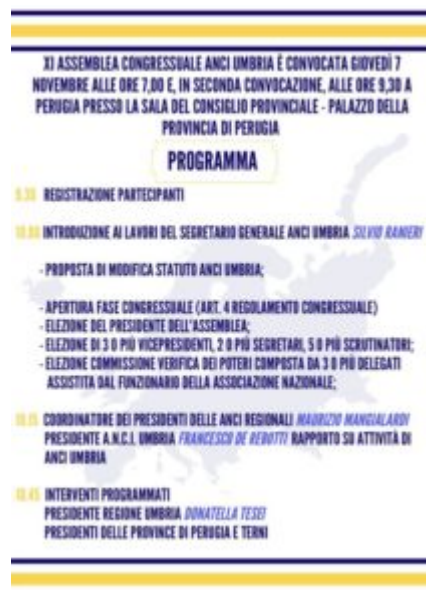 XI ASSEMBLEA CONGRESSUALE ANCI UMBRIA È CONVOCATA GIOVEDÌ 7
NOVEMBRE ALLE ORE 7,00 E, IN SECONDA CONVOCAZIONE, ALLE ORE 9,30 A
PERUGIA PRESSO LA SALA DEL CONSIGLIO PROVINCIALE - PALAZZO DELLA
PROVINCIA DI PERUGIA
PROGRAMMA
9.30 REGISTRAZIONE PARTECIPANTI
10.00 INTRODUZIONE AI LAVORI DEL SEGRETARIO GENERALE ANCI UMBRIA SILVIO RANIERI
- PROPOSTA DI MODIFICA STATUTO ANCI UMBRIA;
- APERTURA FASE CONGRESSUALE (ART. 4 REGOLAMENTO CONGRESSUALE)
- ELEZIONE DEL PRESIDENTE DELL'ASSEMBLEA;
- ELEZIONE DI 3 O PIÙ VICEPRESIDENTI, 2 O PIÙ SEGRETARI, 5 O PIÙ SCRUTINATORI;
- ELEZIONE COMMISSIONE VERIFICA DEI POTERI COMPOSTA DA 3 O PIÙ DELEGATI
ASSISTITA DAL FUNZIONARIO DELLA ASSOCIAZIONE NAZIONALE;
10.15 COORDINATORE DEI PRESIDENTI DELLE ANCI REGIONALI MAURIZIO MANGIALARDI
PRESIDENTE A.N.C.I. UMBRIA FRANCESCO DE REBOTTI RAPPORTO SU ATTIVITÀ DI
ANCI UMBRIA
10.45 INTERVENTI PROGRAMMATI
PRESIDENTE REGIONE UMBRIA DONATELLA TESEI
PRESIDENTI DELLE PROVINCE DI PERUGIA E TERNI